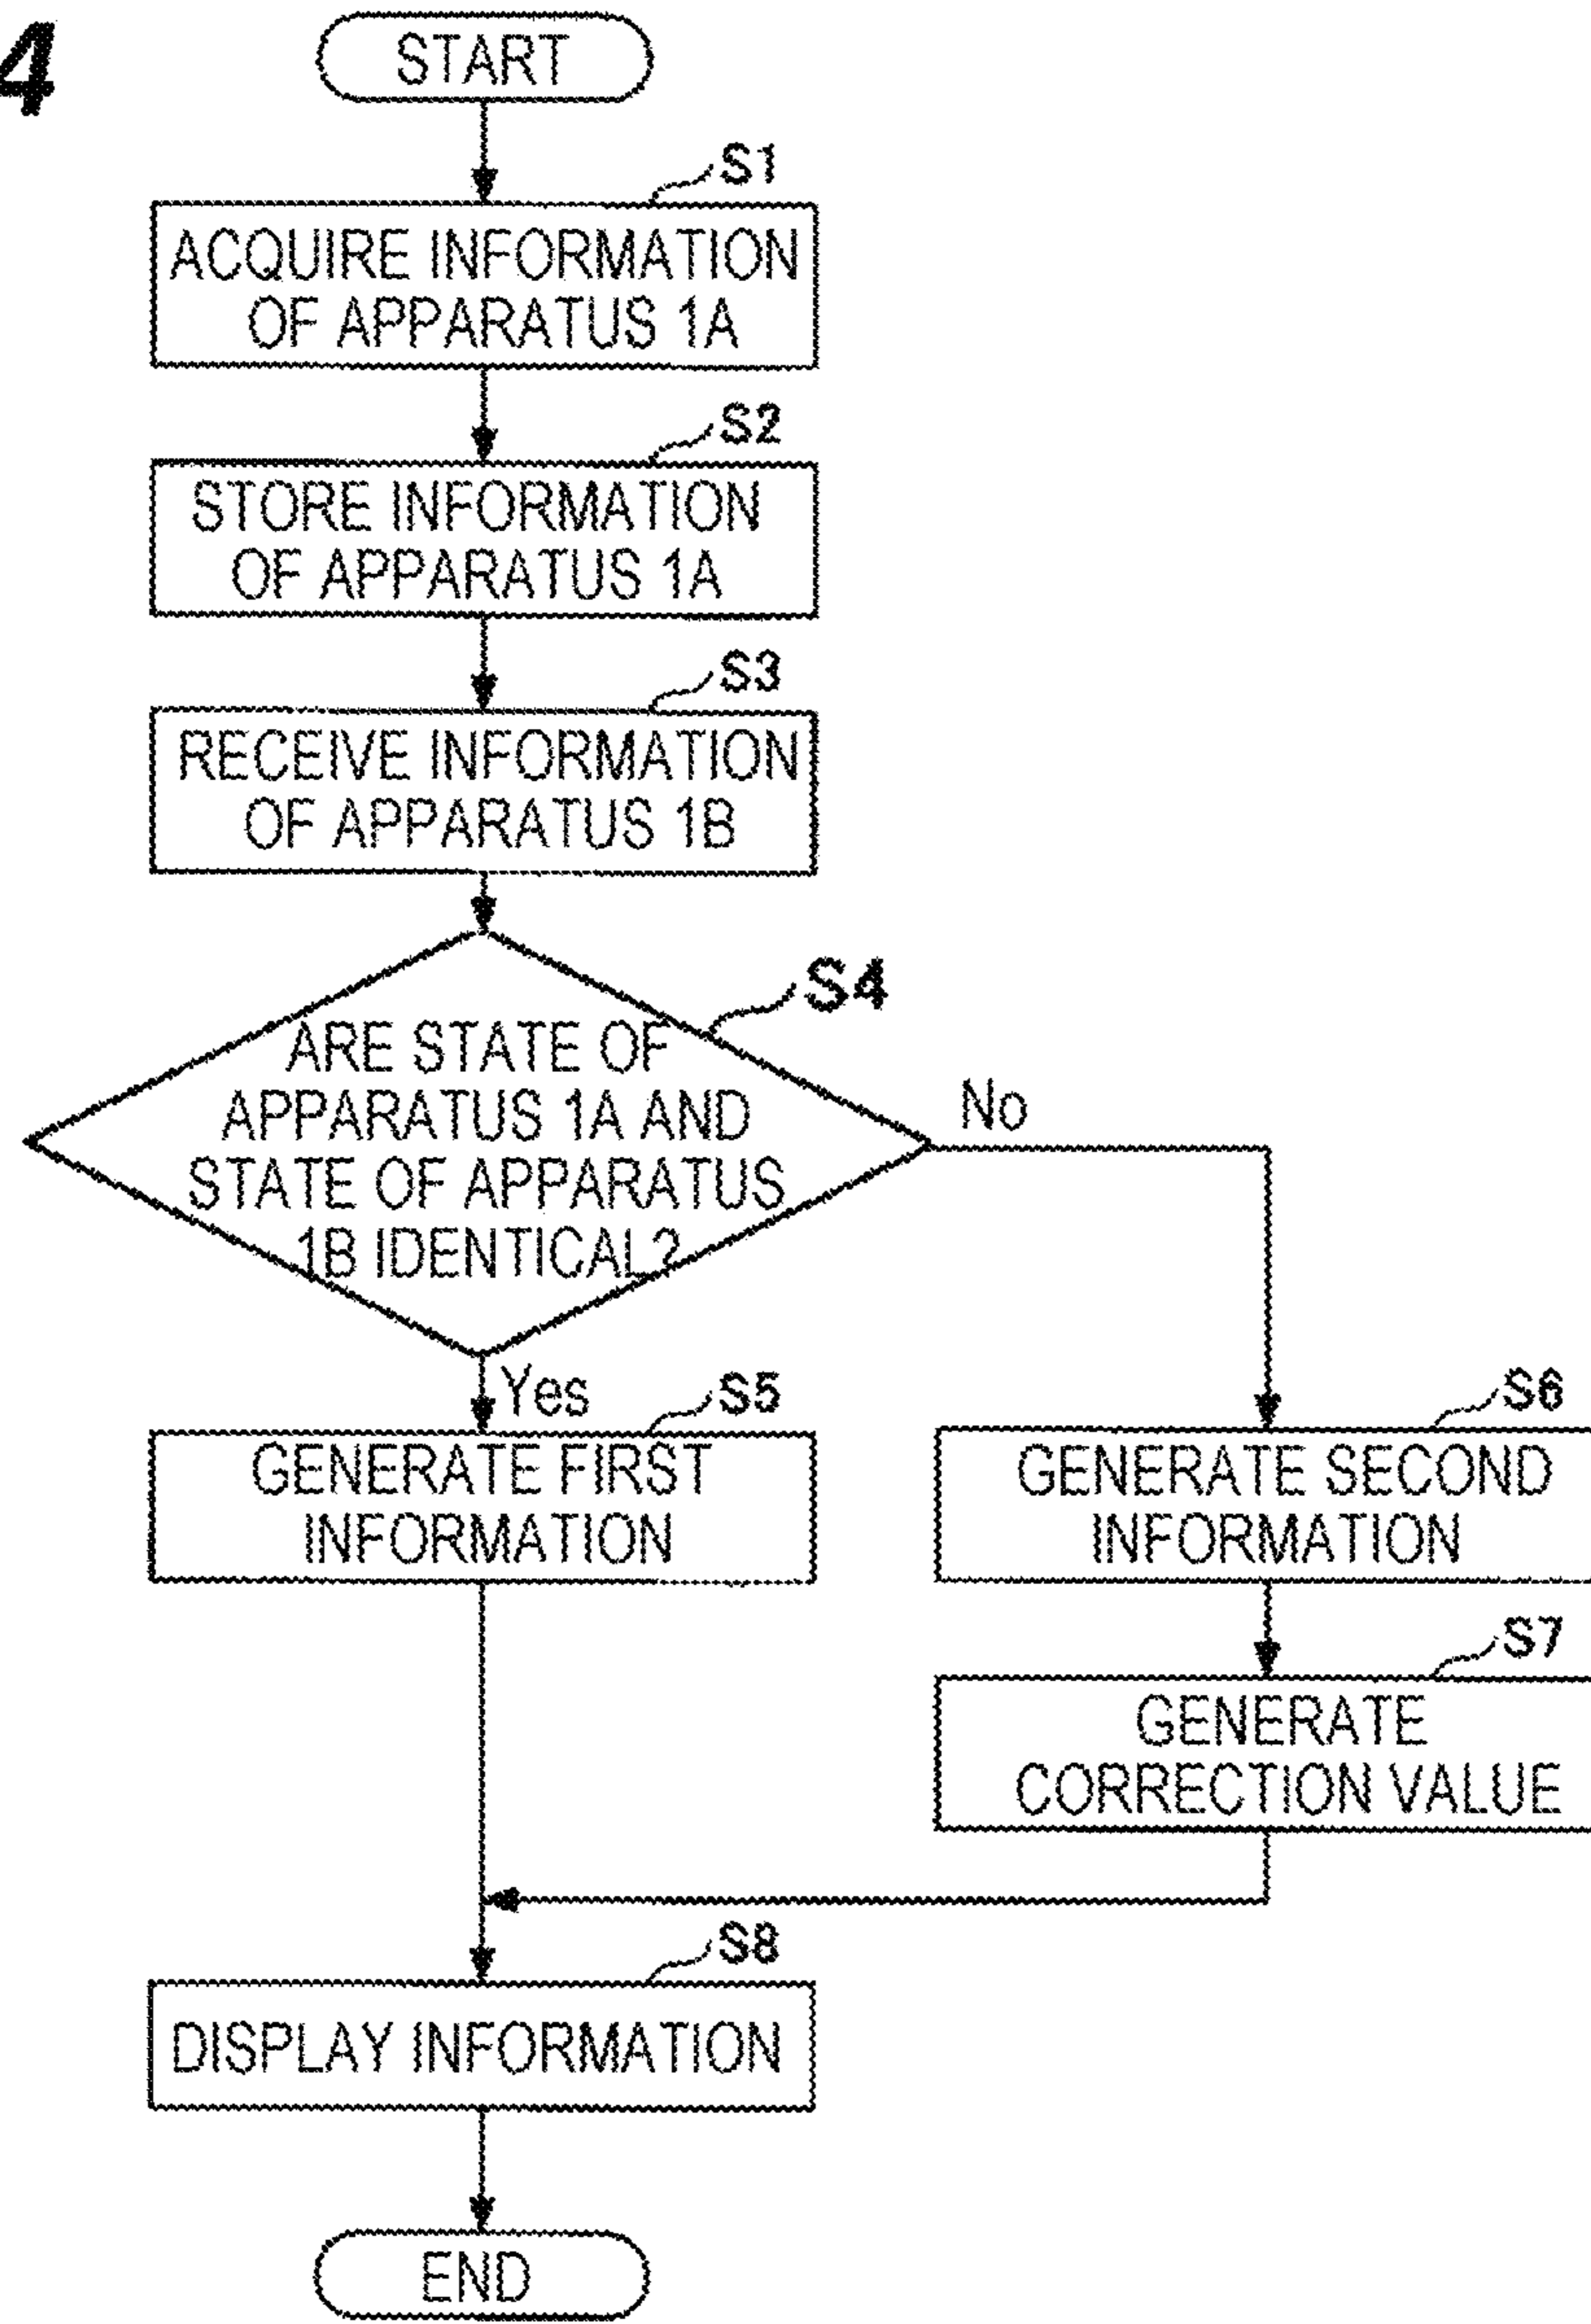 4
START
S1
ACQUIRE INFORMATION
OF APPARATUS 1A
S2
STORE INFORMATION
OF APPARATUS 1A
S3
RECEIVE INFORMATION
OF APPARATUS 1B
S4
ARE STATE OF
APPARATUS 1A AND
STATE OF APPARATUS
1B IDENTICAL?
No
Yes
S5
GENERATE FIRST
INFORMATION
S6
GENERATE SECOND
INFORMATION
S7
GENERATE
CORRECTION VALUE
S8
DISPLAY INFORMATION
END